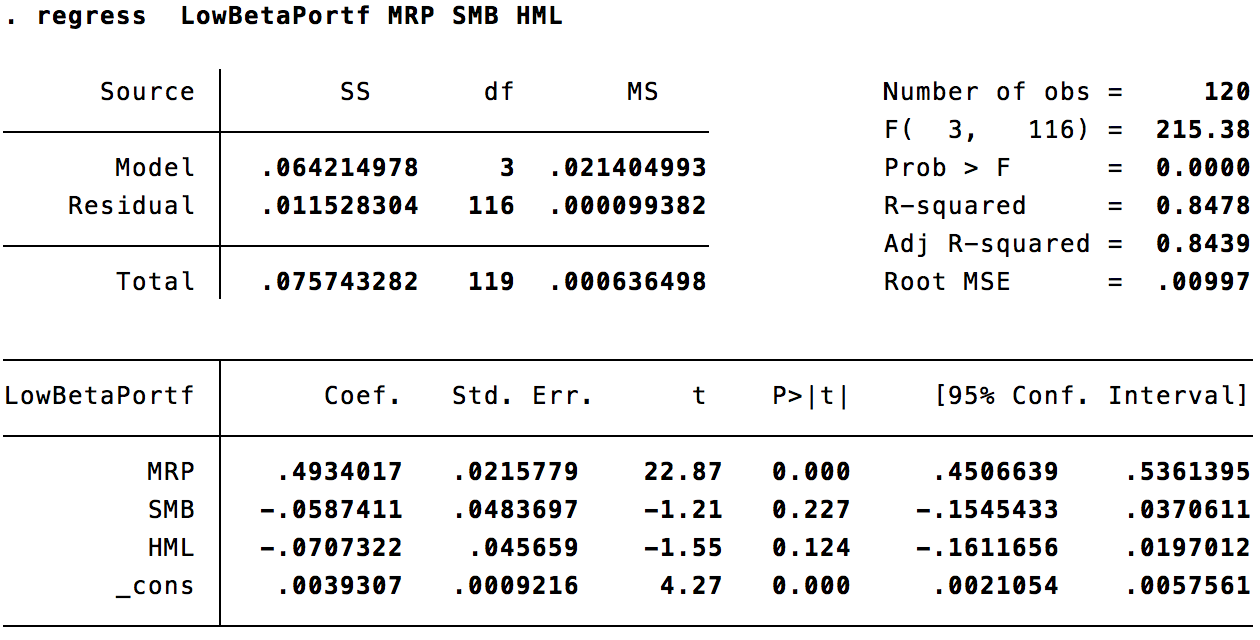 . regress  LowBetaPortf MRP SMB HML
Source | SS df MS Number of obs = 120
F( 3, 116) = 215.38
Model | .064214978 3 .021404993 Prob > F = 0.0000
Residual | .011528304 116 .000099382 R-squared = 0.8478
Adj R-squared = 0.8439
Total | .075743282 119 .000636498 Root MSE = .00997
LowBetaPortf | Coef. Std. Err. t P>|t| [95% Conf. Interval]
MRP | .4934017 .0215779 22.87 0.000 .4506639 .5361395
SMB | -.0587411 .0483697 -1.21 0.227 -.1545433 .0370611
HML | -.0707322 .045659 -1.55 0.124 -.1611656 .0197012
_cons | .0039307 .0009216 4.27 0.000 .0021054 .0057561